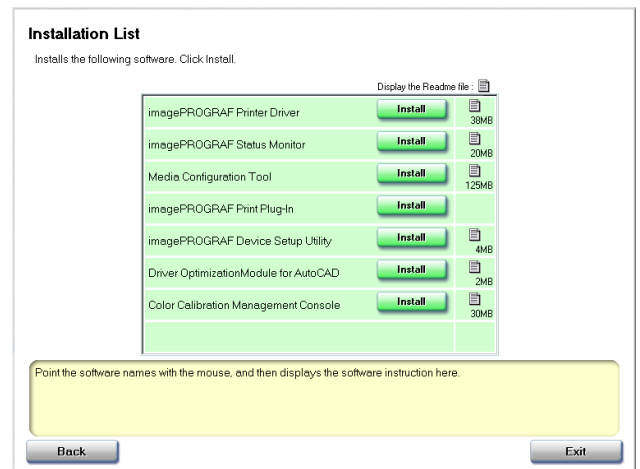 Installation List
Installs the following software. Click Install.
Display the Readme file :
imagePROGRAF Printer Driver Install 38MB
imagePROGRAF Status Monitor Install 20MB
Media Configuration Tool Install 125MB
imagePROGRAF Print Plug-In Install
imagePROGRAF Device Setup Utility Install 4MB
Driver OptimizationModule for AutoCAD Install 2MB
Color Calibration Management Console Install 30MB
Point the software names with the mouse, and then displays the software instruction here.
Back Exit